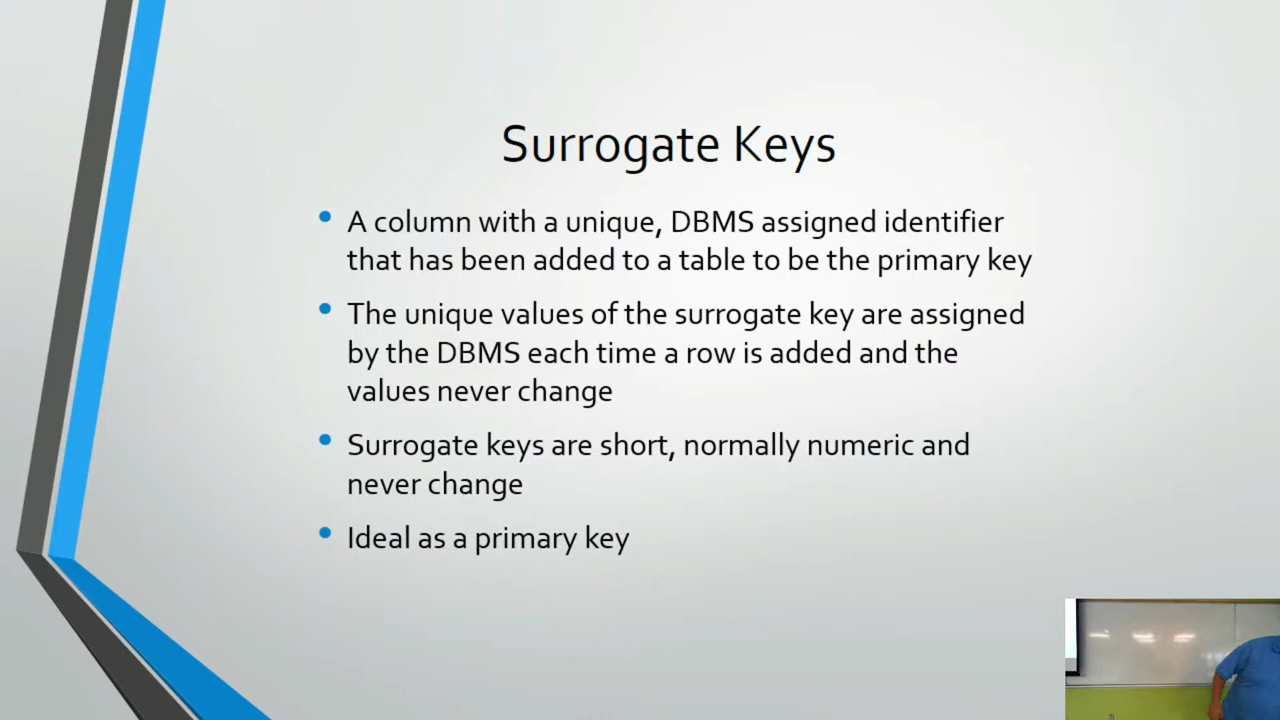 Surrogate Keys
• A column with a unique, DBMS assigned identifier
that has been added to a table to be the primary key
• The unique values of the surrogate key are assigned
by the DBMS each time a row is added and the
values never change
• Surrogate keys are short, normally numeric and
never change
• Ideal as a primary key